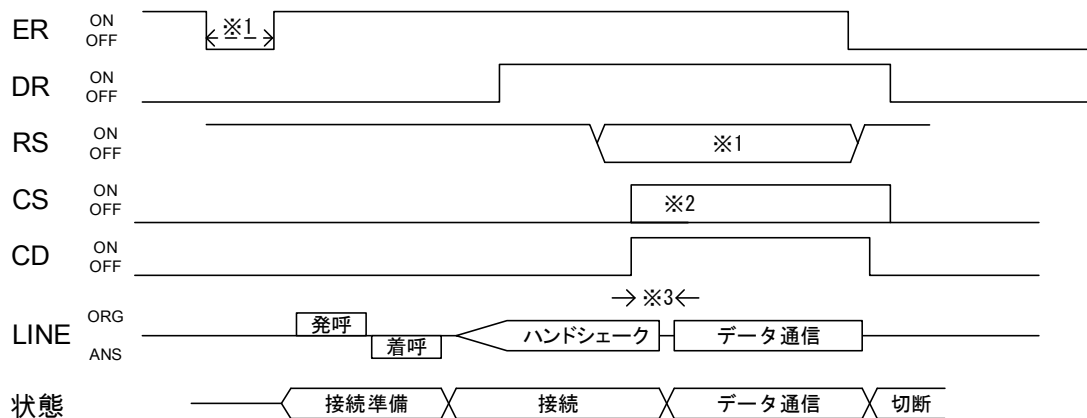 ER ON OFF ※1
DR ON OFF
RS ON OFF ※1
CS ON OFF ※2
CD ON OFF
→ ※3←
LINE ORG ANS 発呼 着呼 ハンドシェーク データ通信
状態 接続準備 接続 データ通信 切断